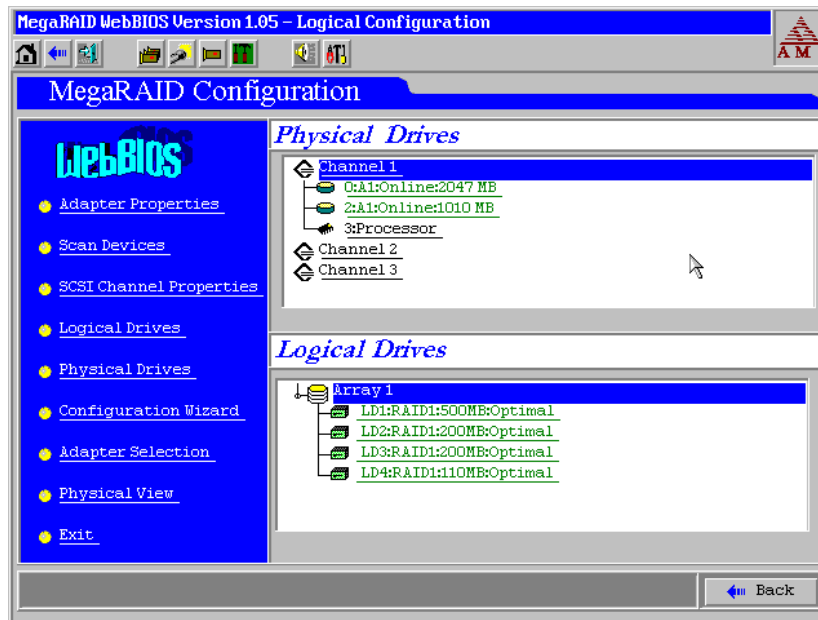 MegaRAID WebBIOS Version 1.05 – Logical Configuration
AM
MegaRAID Configuration
WebBIOS
Adapter Properties
Scan Devices
SCSI Channel Properties
Logical Drives
Physical Drives
Configuration Wizard
Adapter Selection
Physical View
Exit
Physical Drives
Channel 1
0:A1:Online:2047 MB
2:A1:Online:1010 MB
3:Processor
Channel 2
Channel 3
Logical Drives
Array 1
LD1:RAID1:500MB:Optimal
LD2:RAID1:200MB:Optimal
LD3:RAID1:200MB:Optimal
LD4:RAID1:110MB:Optimal
Back